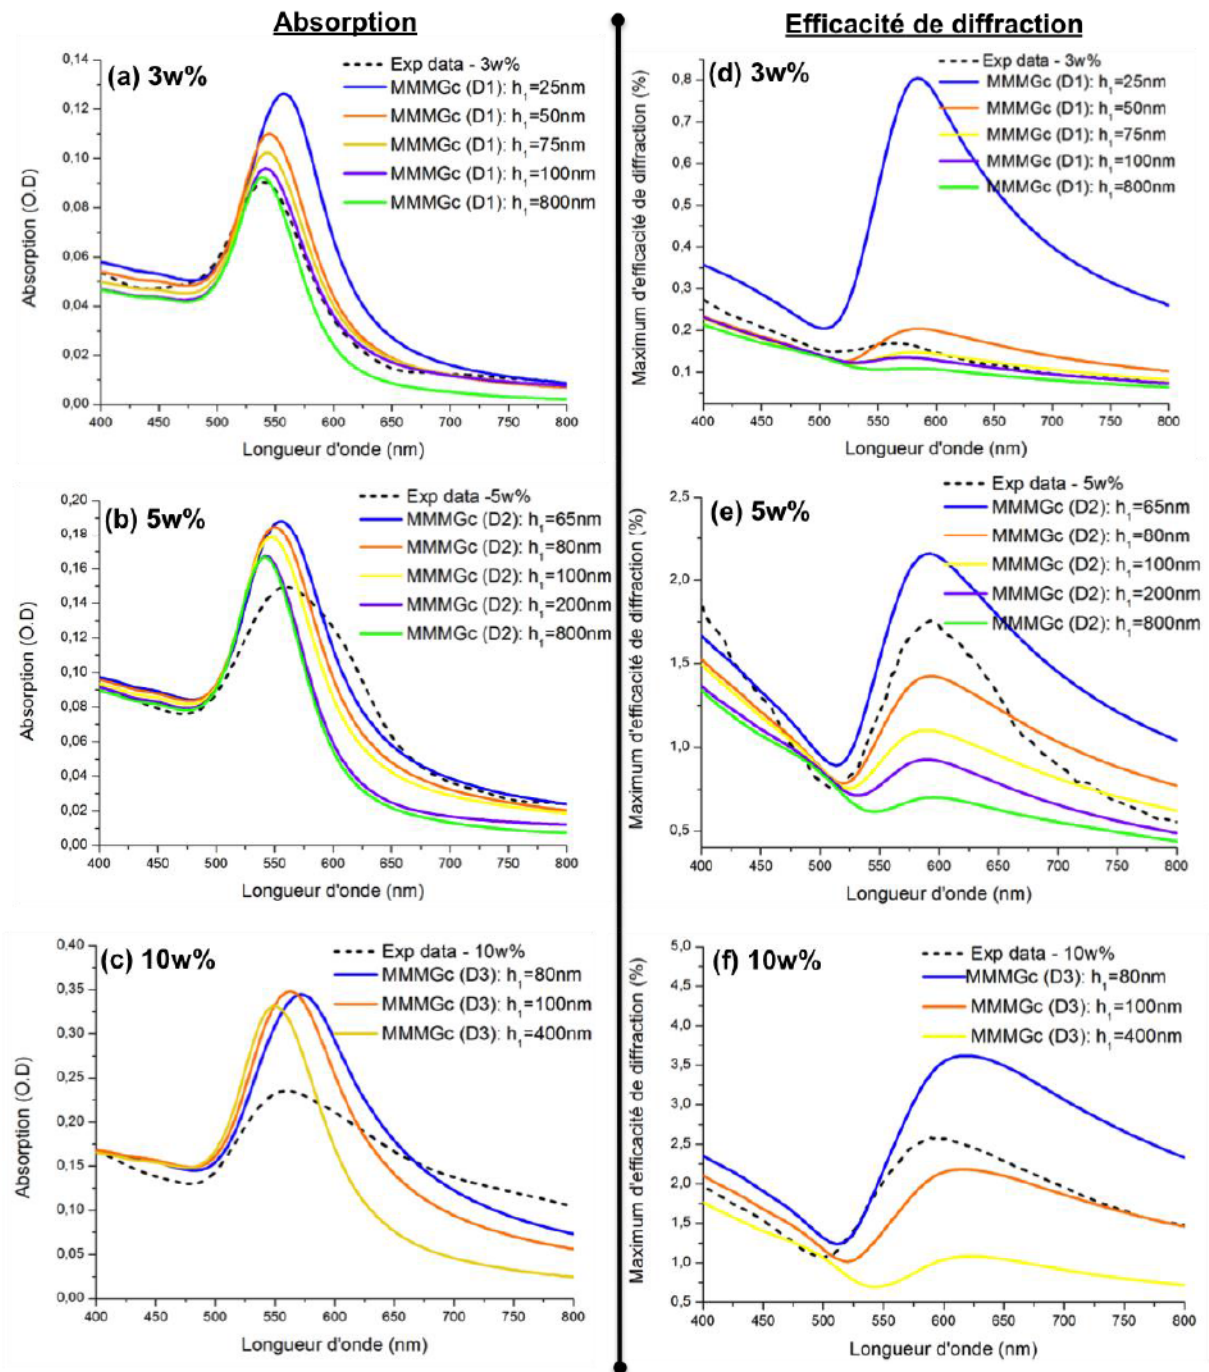 Absorption
Efficacité de diffraction
(a) 3w%
Exp data - 3w%
MMMGc (D1): h1=25nm
MMMGc (D1): h1=50nm
MMMGc (D1): h1=75nm
MMMGc (D1): h1=100nm
MMMGc (D1): h1=800nm
Absorption (O.D)
0,14
0,12
0,10
0,08
0,06
0,04
0,02
0,00
400 450 500 550 600 650 700 750 800
Longueur d'onde (nm)
(d) 3w%
Exp data - 3w%
MMMGc (D1): h1=25nm
MMMGc (D1): h1=50nm
MMMGc (D1): h1=75nm
MMMGc (D1): h1=100nm
MMMGc (D1): h1=800nm
Maximum d'efficacité de diffraction (%)
0,8
0,7
0,6
0,5
0,4
0,3
0,2
0,1
400 450 500 550 600 650 700 750 800
Longueur d'onde (nm)
(b) 5w%
Exp data -5w%
MMMGc (D2): h1=65nm
MMMGc (D2): h1=80nm
MMMGc (D2): h1=100nm
MMMGc (D2): h1=200nm
MMMGc (D2): h1=800nm
Absorption (O.D)
0,20
0,18
0,16
0,14
0,12
0,10
0,08
0,06
0,04
0,02
0,00
400 450 500 550 600 650 700 750 800
Longueur d'onde (nm)
(e) 5w%
Exp data - 5w%
MMMGc (D2): h1=65nm
MMMGc (D2): h1=80nm
MMMGc (D2): h1=100nm
MMMGc (D2): h1=200nm
MMMGc (D2): h1=800nm
Maximum d'efficacité de diffraction (%)
2,5
2,0
1,5
1,0
0,5
400 450 500 550 600 650 700 750 800
Longueur d'onde (nm)
(c) 10w%
Exp data - 10w%
MMMGc (D3): h1=80nm
MMMGc (D3): h1=100nm
MMMGc (D3): h1=400nm
Absorption (O.D)
0,40
0,35
0,30
0,25
0,20
0,15
0,10
0,05
0,00
400 450 500 550 600 650 700 750 800
Longueur d'onde (nm)
(f) 10w%
Exp data - 10w%
MMMGc (D3): h1=80nm
MMMGc (D3): h1=100nm
MMMGc (D3): h1=400nm
Maximum d'efficacité de diffraction (%)
5,0
4,5
4,0
3,5
3,0
2,5
2,0
1,5
1,0
0,5
400 450 500 550 600 650 700 750 800
Longueur d'onde (nm)